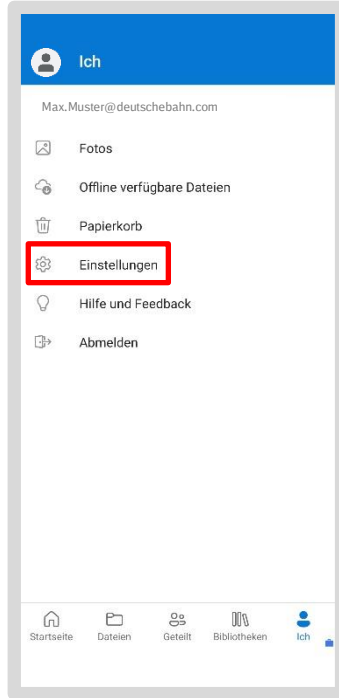 Ich
Max.Muster@deutschebahn.com
Fotos
Offline verfügbare Dateien
Papierkorb
Einstellungen
Hilfe und Feedback
Abmelden
Startseite Dateien Geteilt Bibliotheken Ich